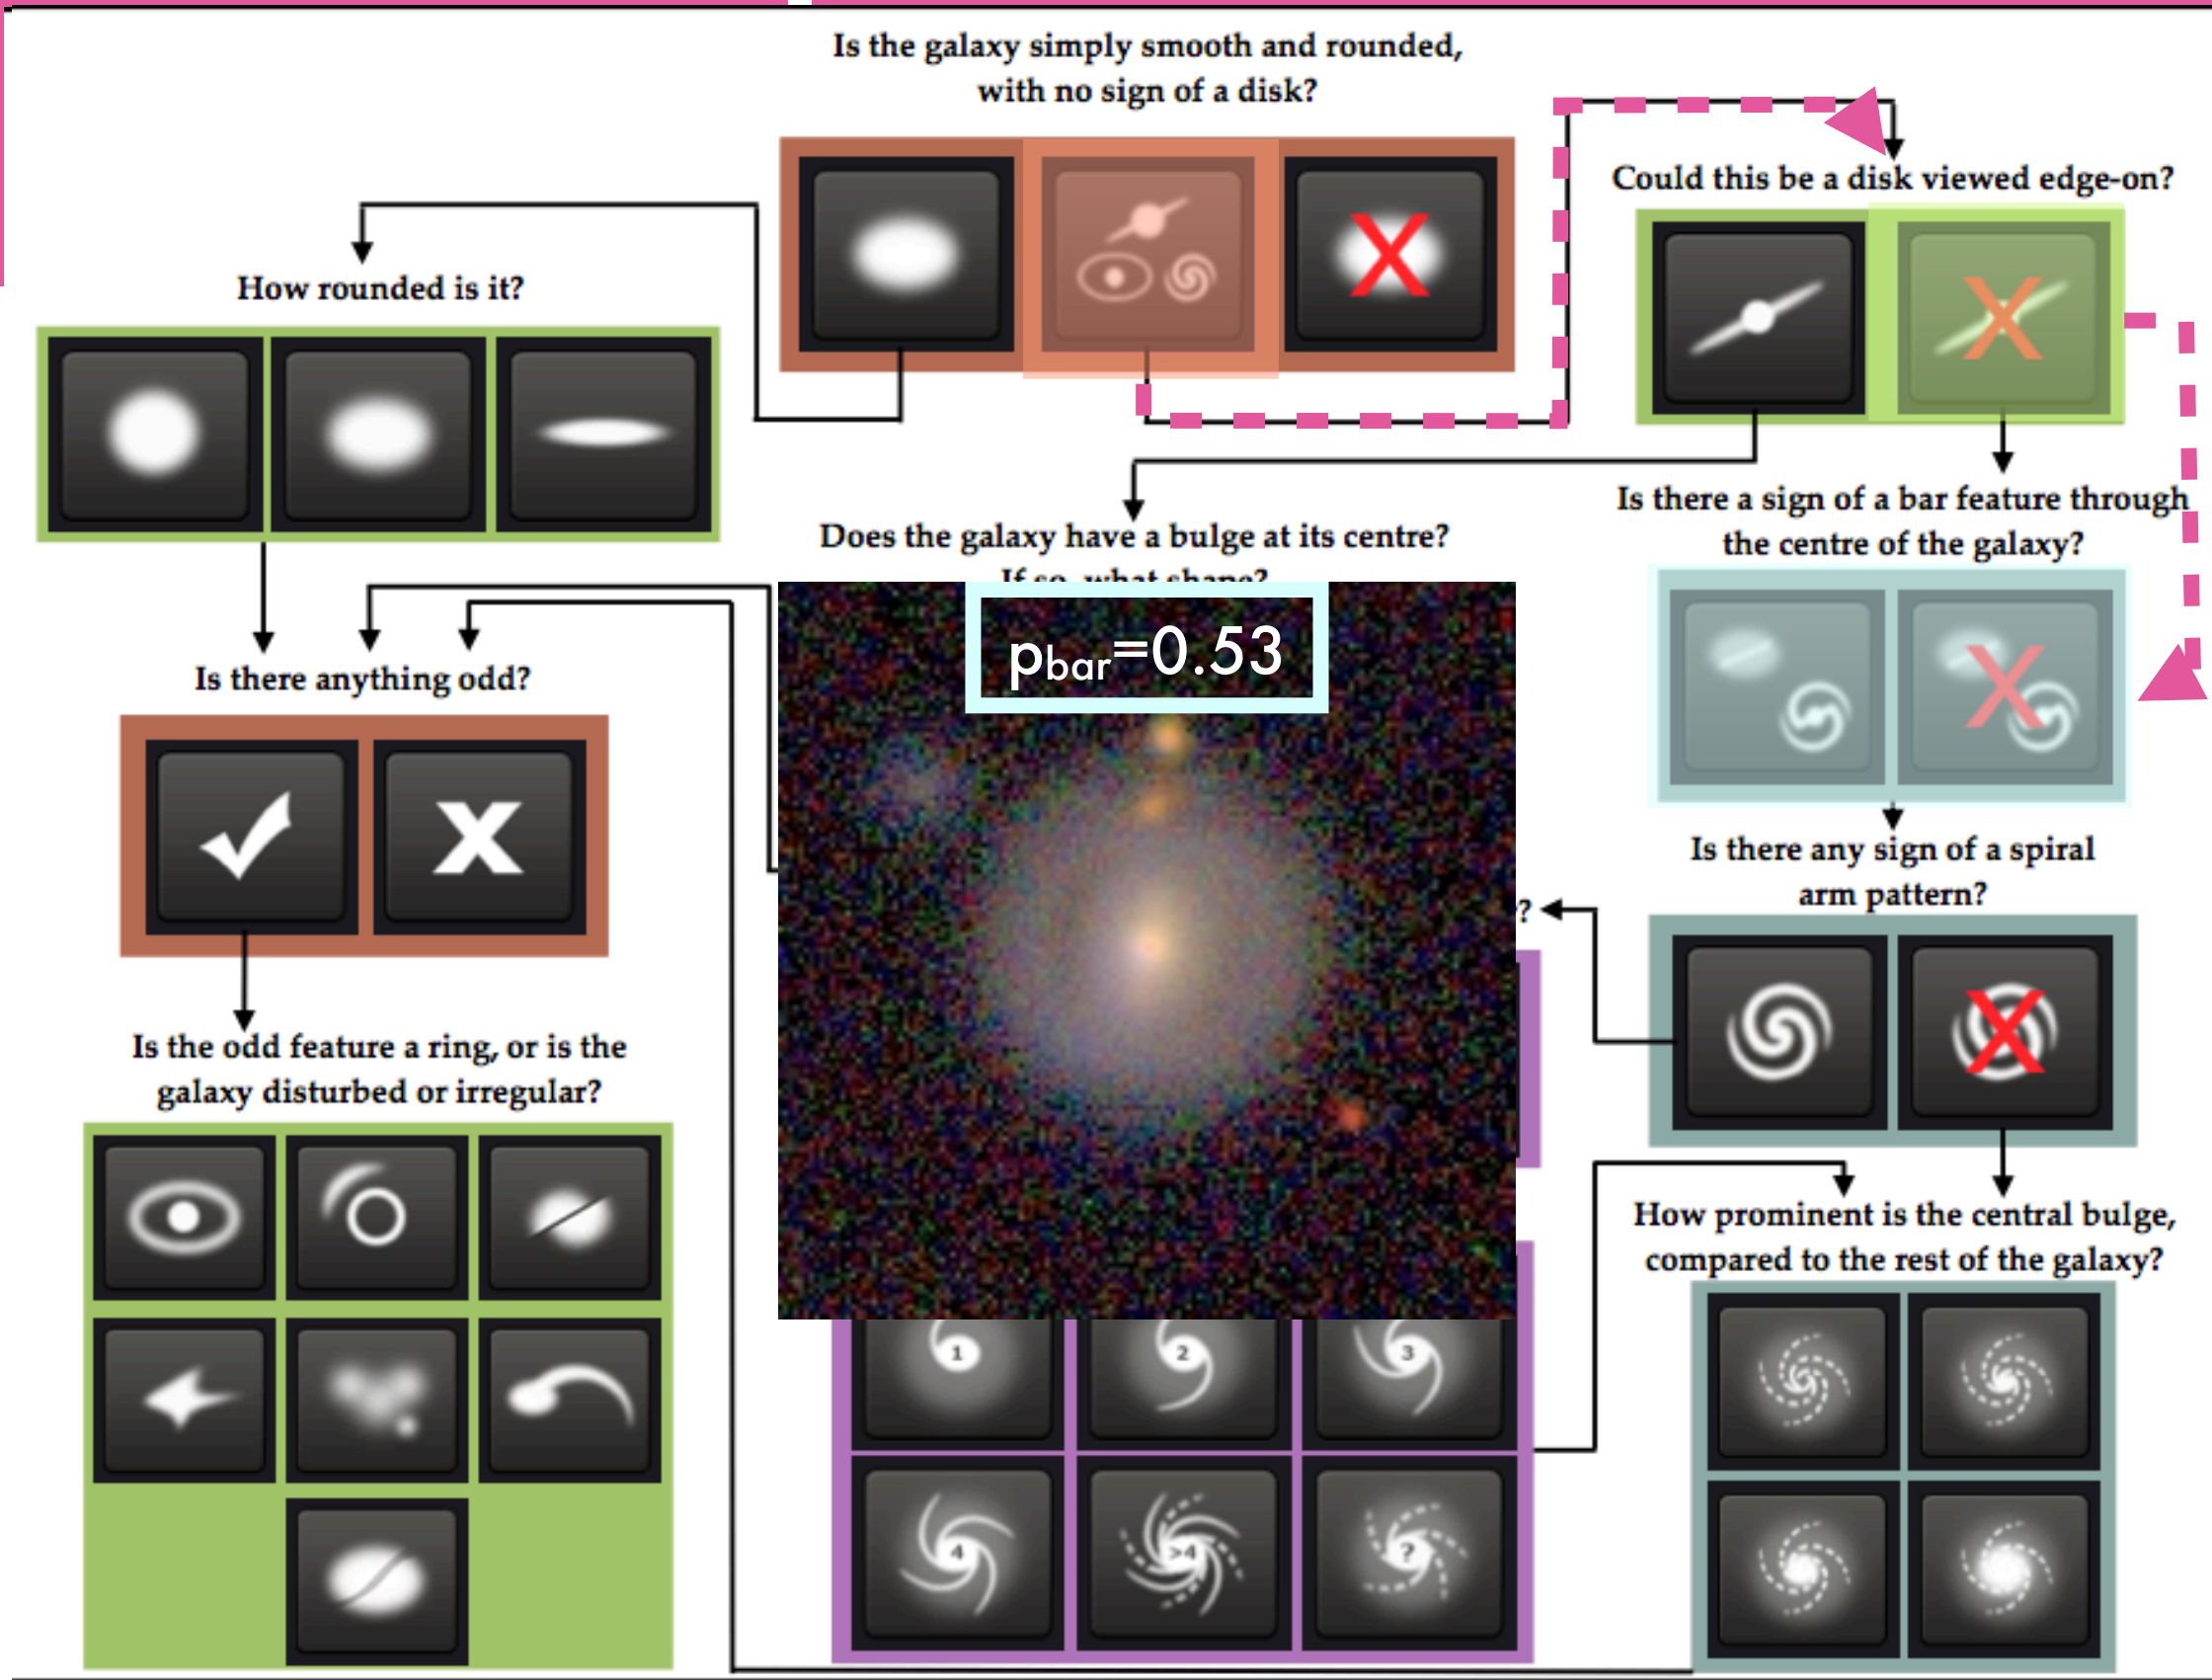 Is the galaxy simply smooth and rounded,
with no sign of a disk?
Could this be a disk viewed edge-on?
How rounded is it?
Is there a sign of a bar feature through
the centre of the galaxy?
Does the galaxy have a bulge at its centre?
If so, what shape?
pbar=0.53
Is there anything odd?
Is there any sign of a spiral
arm pattern?
?
Is the odd feature a ring, or is the
galaxy disturbed or irregular?
How prominent is the central bulge,
compared to the rest of the galaxy?
1
2
3
4
>4
?